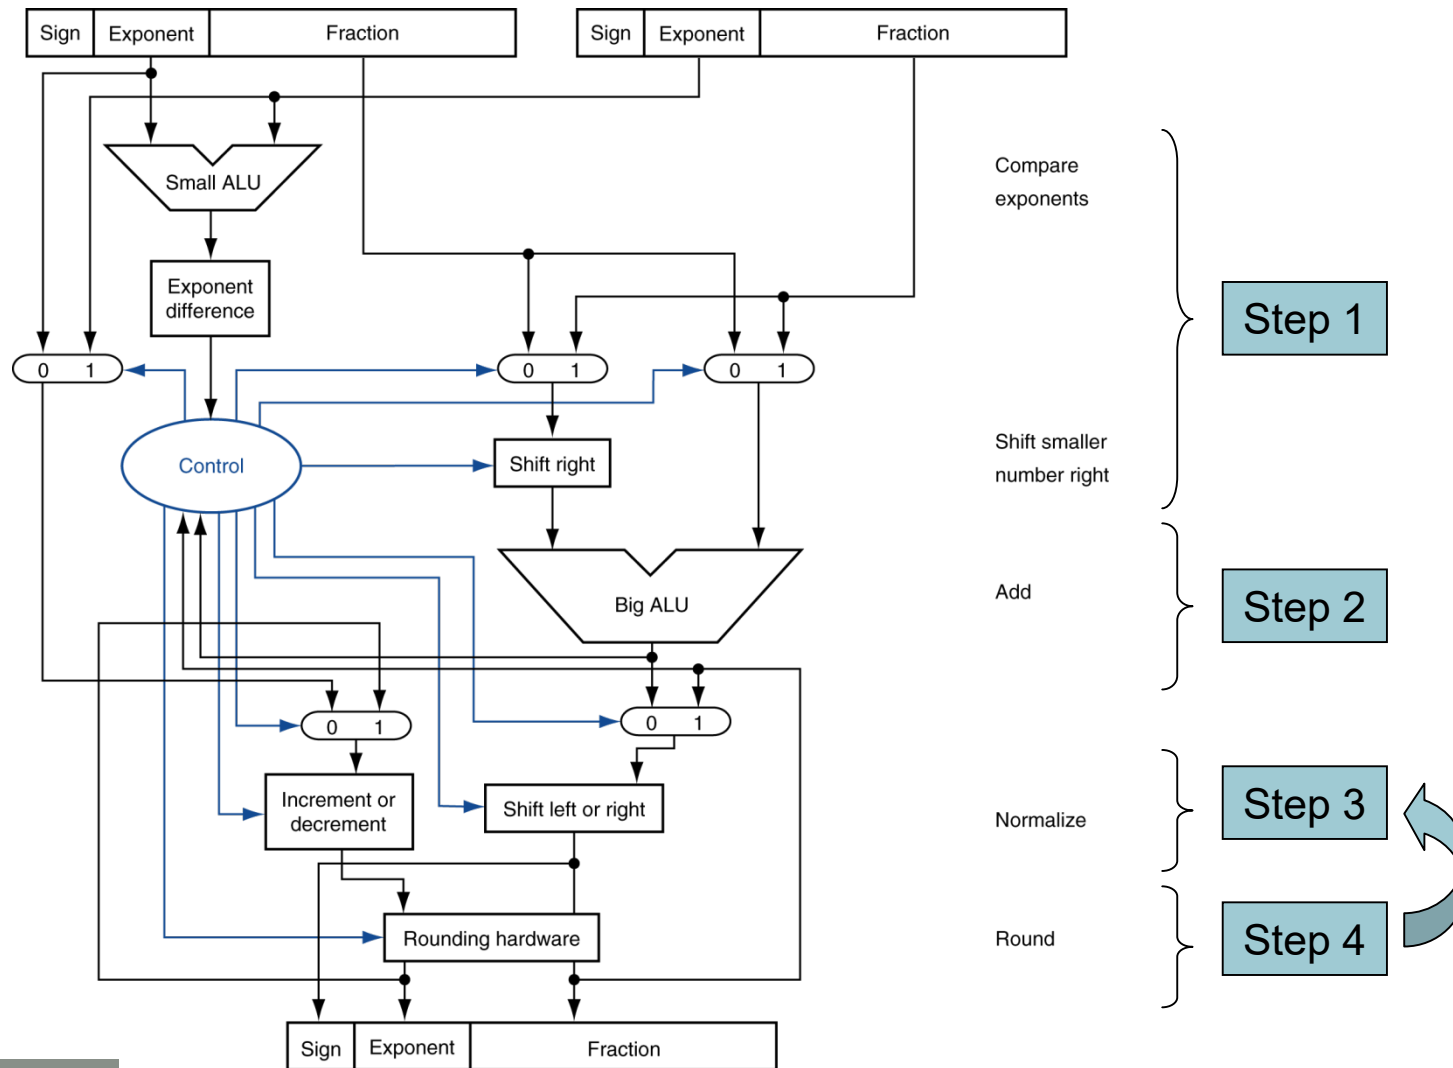 Sign Exponent Fraction Sign Exponent Fraction
Small ALU
Compare
exponents
Exponent
difference
Step 1
0 1 0 1 0 1
Control
Shift right
Shift smaller
number right
Big ALU
Add
Step 2
0 1 0 1
Increment or
decrement
Shift left or right
Normalize
Step 3
Rounding hardware
Round
Step 4
Sign Exponent Fraction